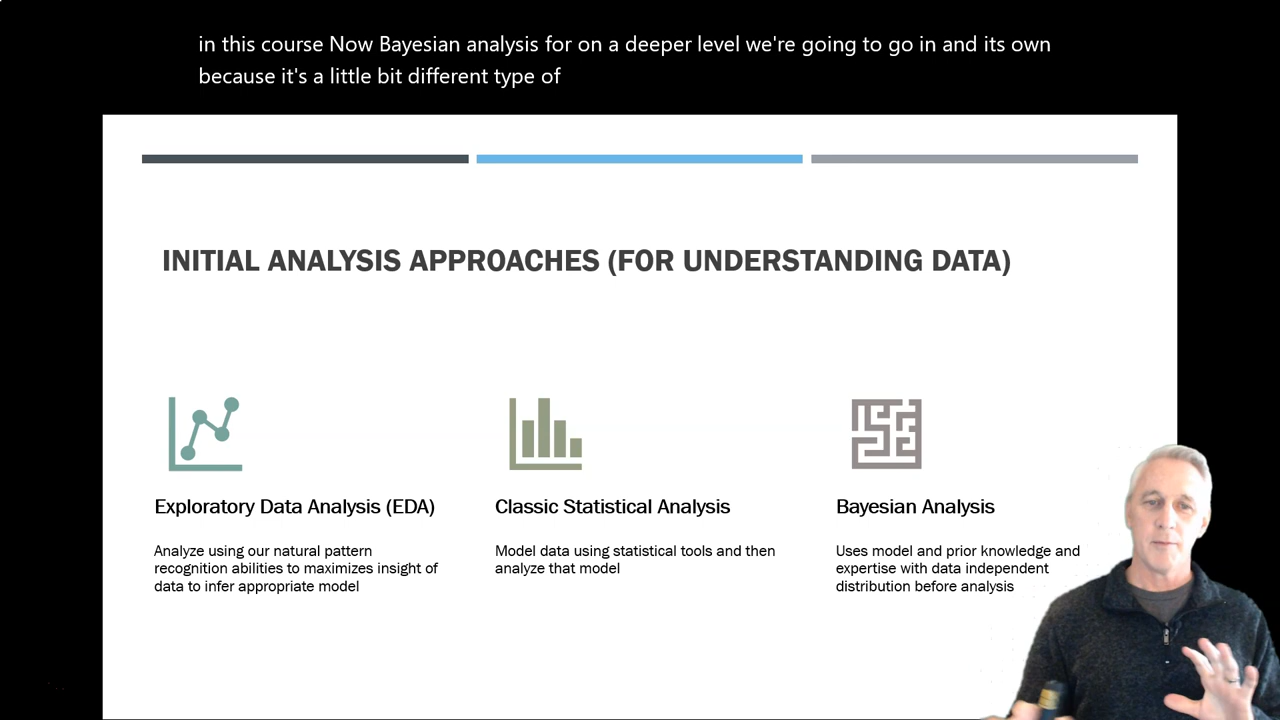 in this course Now Bayesian analysis for on a deeper level we're going to go in and its own
because it's a little bit different type of
INITIAL ANALYSIS APPROACHES (FOR UNDERSTANDING DATA)
Exploratory Data Analysis (EDA)
Analyze using our natural pattern
recognition abilities to maximizes insight of
data to infer appropriate model
Classic Statistical Analysis
Model data using statistical tools and then
analyze that model
Bayesian Analysis
Uses model and prior knowledge and
expertise with data independent
distribution before analysis